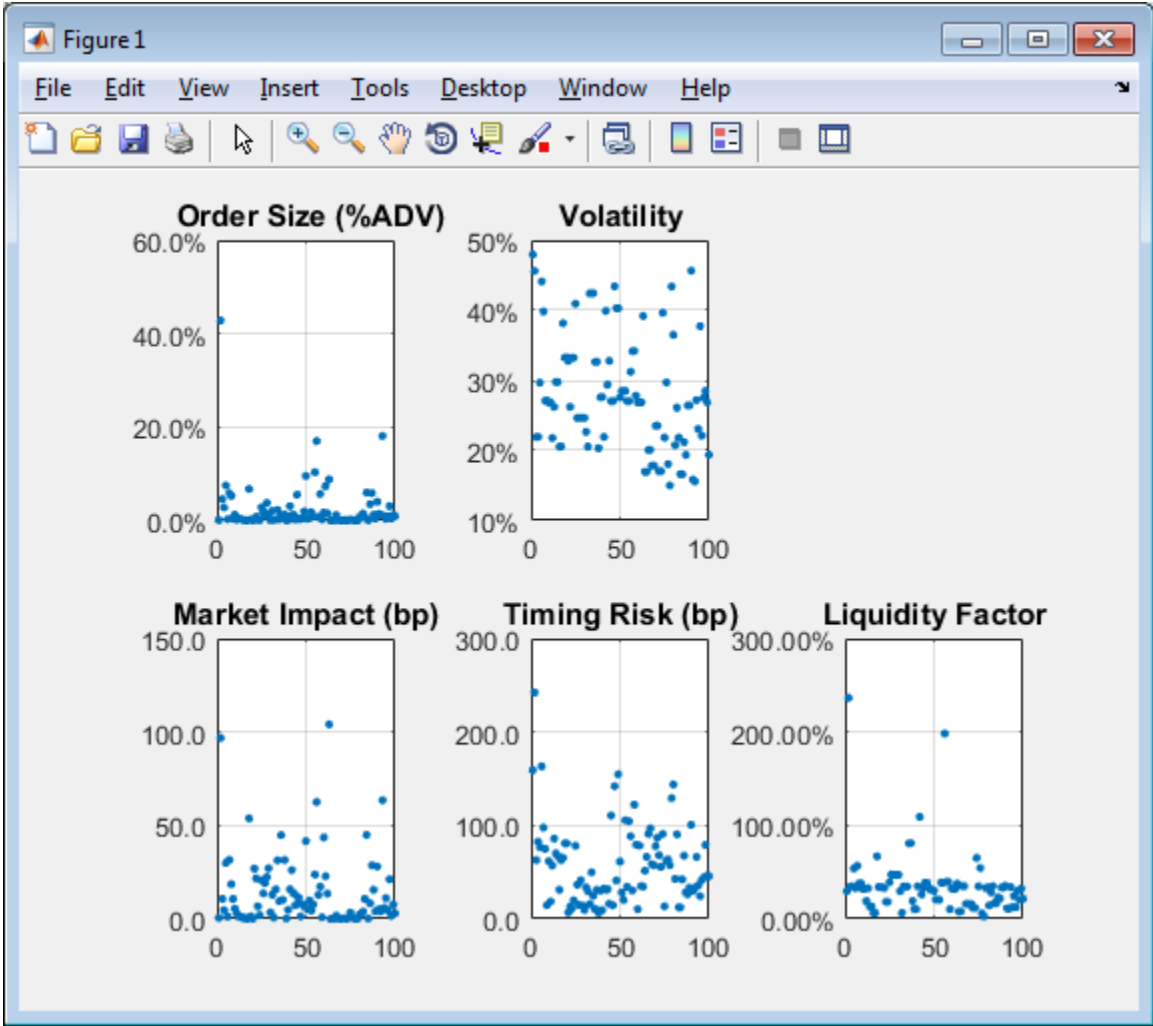 Figure 1
File Edit View Insert Tools Desktop Window Help
Order Size (%ADV)
60.0%
40.0%
20.0%
0.0%
0 50 100
Volatility
50%
40%
30%
20%
10%
0 50 100
Market Impact (bp)
150.0
100.0
50.0
0.0
0 50 100
Timing Risk (bp)
300.0
200.0
100.0
0.0
0 50 100
Liquidity Factor
300.00%
200.00%
100.00%
0.00%
0 50 100